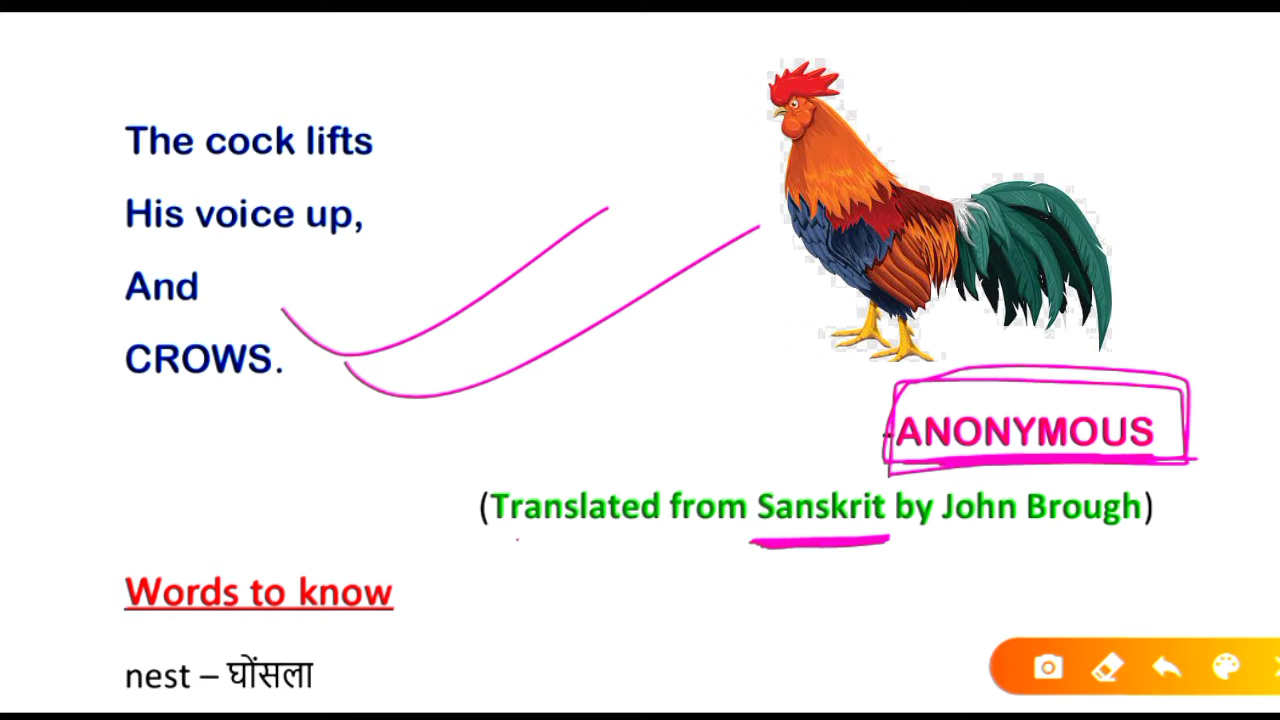 The cock lifts
His voice up,
And
CROWS.
-ANONYMOUS
(Translated from Sanskrit by John Brough)
Words to know
nest – घोंसला